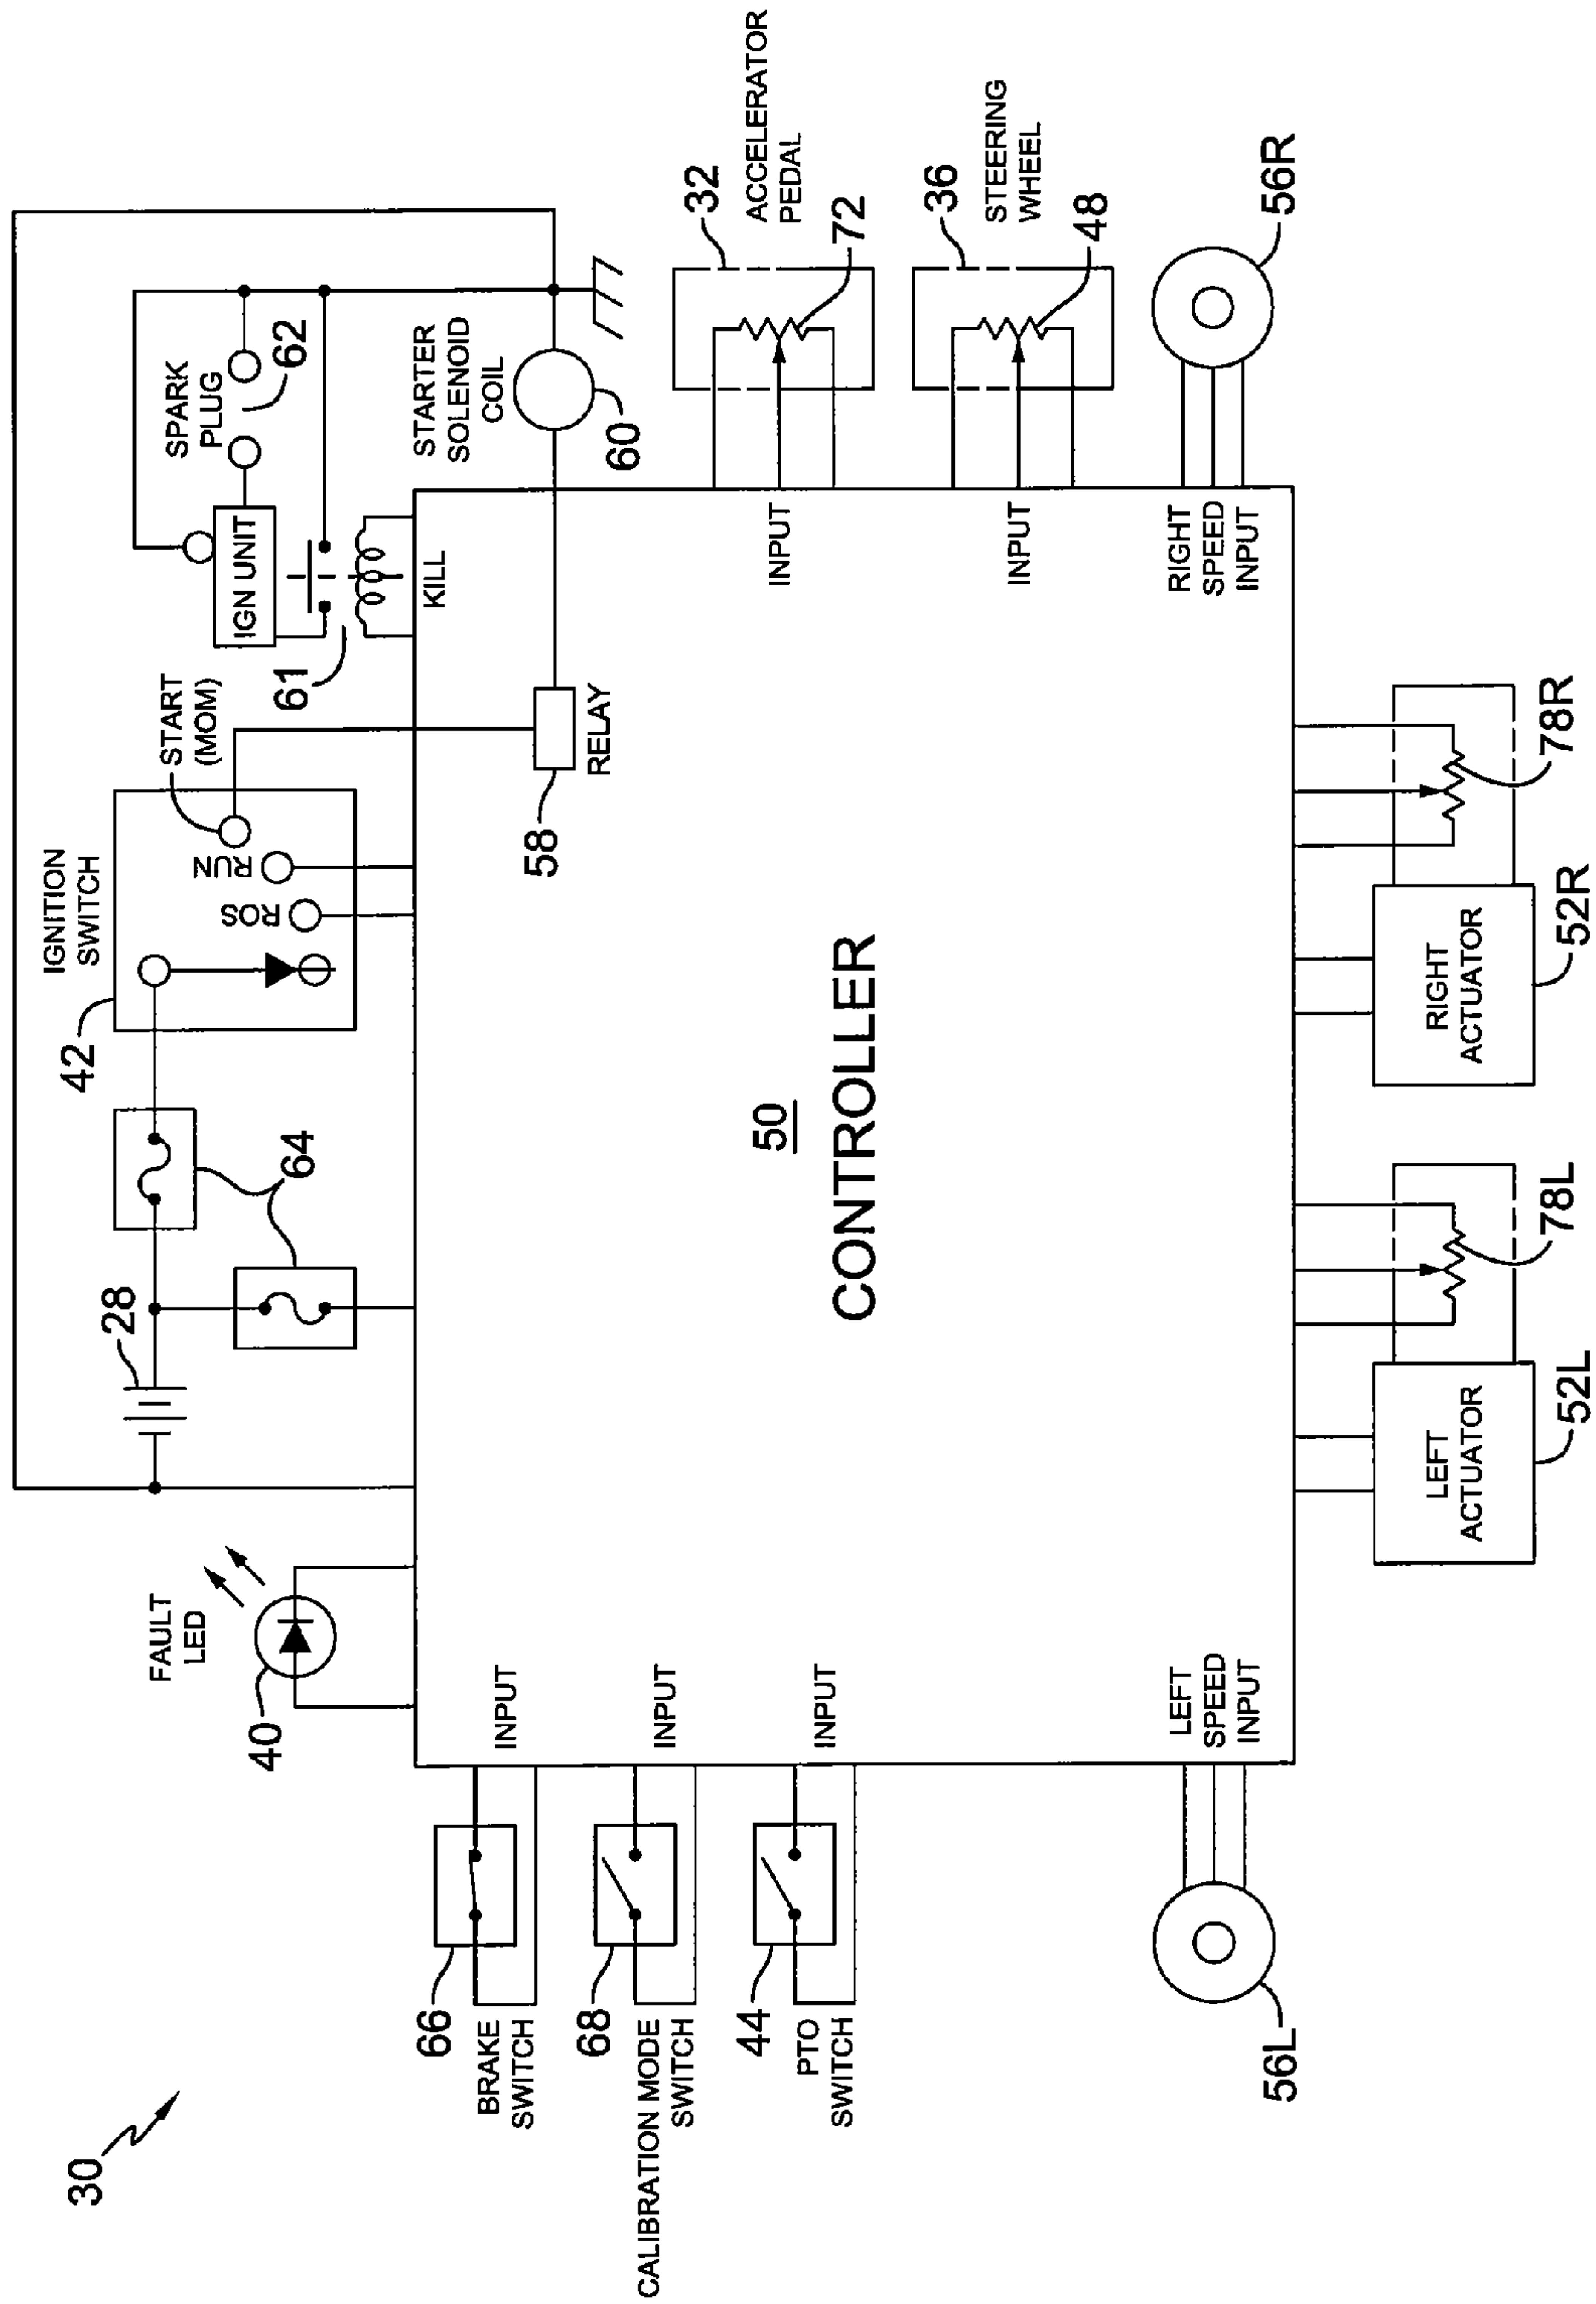 30
FAULT
LED
40
28
64
42
IGNITION
SWITCH
ROS
RUN
START
(MOM)
61
IGN UNIT
SPARK
PLUG
62
KILL
STARTER
SOLENOID
COIL
60
58
RELAY
66
BRAKE
SWITCH
INPUT
68
CALIBRATION MODE
SWITCH
INPUT
44
PTO
SWITCH
INPUT
50
CONTROLLER
INPUT
32
ACCELERATOR
PEDAL
72
INPUT
36
STEERING
WHEEL
48
56L
LEFT
SPEED
INPUT
RIGHT
SPEED
INPUT
56R
LEFT
ACTUATOR
52L
78L
RIGHT
ACTUATOR
52R
78R